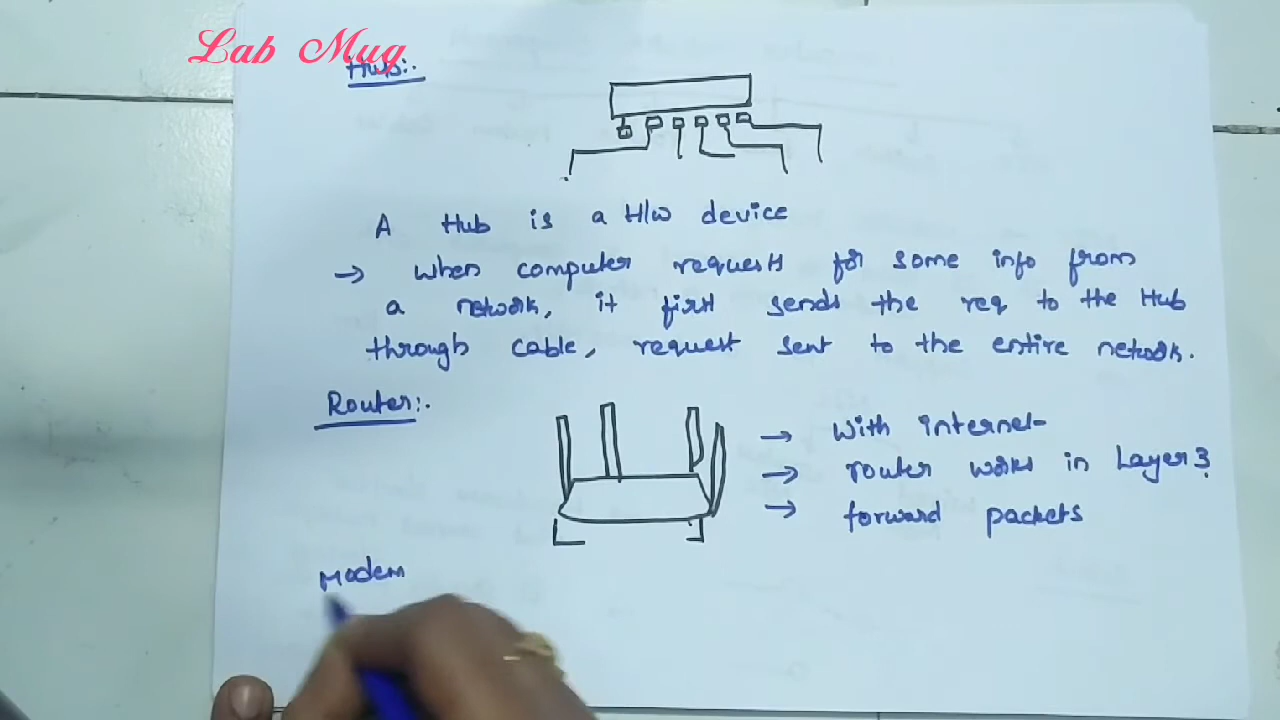 Lab Mug
Hub:-
A Hub is a H/w device
→ When computer requests for some info from
a network, it first sends the req to the Hub
through cable, request sent to the entire network.
Router:-
→ With internet
→ router works in Layer 3
→ forward packets
Modem